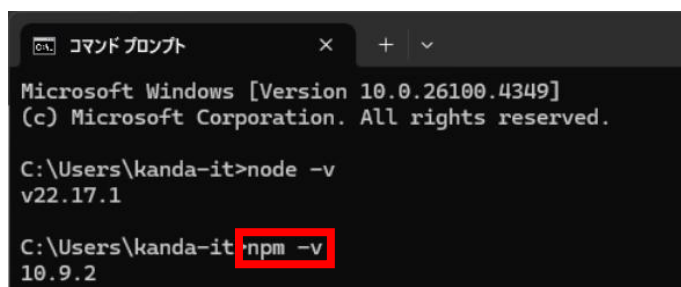 コマンド プロンプト
Microsoft Windows [Version 10.0.26100.4349]
(c) Microsoft Corporation. All rights reserved.
C:\Users\kanda-it>node -v
v22.17.1
C:\Users\kanda-it>npm -v
10.9.2